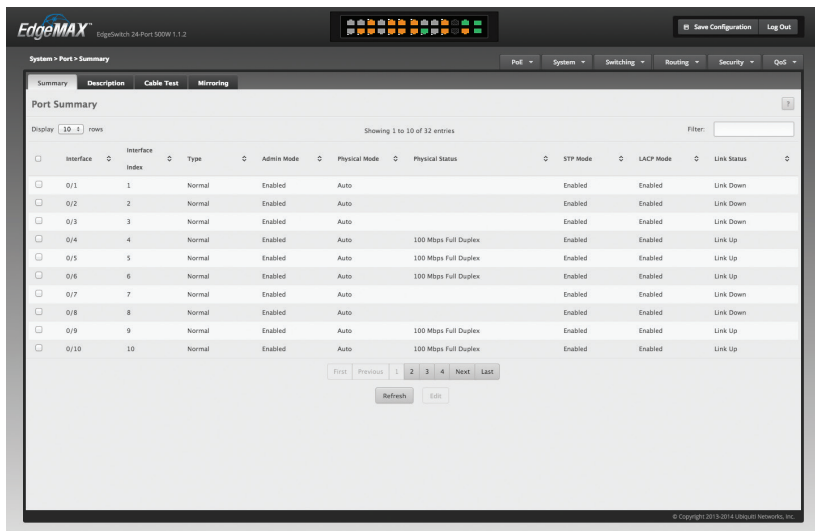 EdgeMAX™ EdgeSwitch 24-Port 500W 1.1.2
Save Configuration Log Out
System > Port > Summary
PoE System Switching Routing Security QoS
Summary Description Cable Test Mirroring
Port Summary ?
Display 10 rows Showing 1 to 10 of 32 entries Filter:
Interface Interface Index Type Admin Mode Physical Mode Physical Status STP Mode LACP Mode Link Status
0/1 1 Normal Enabled Auto Enabled Enabled Link Down
0/2 2 Normal Enabled Auto Enabled Enabled Link Down
0/3 3 Normal Enabled Auto Enabled Enabled Link Down
0/4 4 Normal Enabled Auto 100 Mbps Full Duplex Enabled Enabled Link Up
0/5 5 Normal Enabled Auto 100 Mbps Full Duplex Enabled Enabled Link Up
0/6 6 Normal Enabled Auto 100 Mbps Full Duplex Enabled Enabled Link Up
0/7 7 Normal Enabled Auto Enabled Enabled Link Down
0/8 8 Normal Enabled Auto Enabled Enabled Link Down
0/9 9 Normal Enabled Auto 100 Mbps Full Duplex Enabled Enabled Link Up
0/10 10 Normal Enabled Auto 100 Mbps Full Duplex Enabled Enabled Link Up
First Previous 1 2 3 4 Next Last
Refresh Edit
© Copyright 2013-2014 Ubiquiti Networks, Inc.